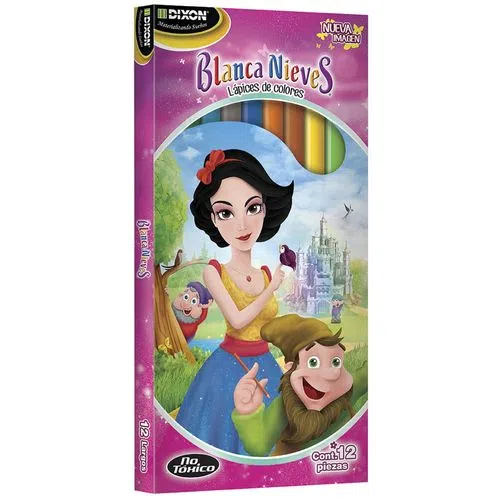 DIXON
Materializando Sueños
NUEVA
IMAGEN
Blanca Nieves
Lápices de colores
DIXON
Blanca Nieves
12 Largos
No
Tóxico
Cont. 12
piezas